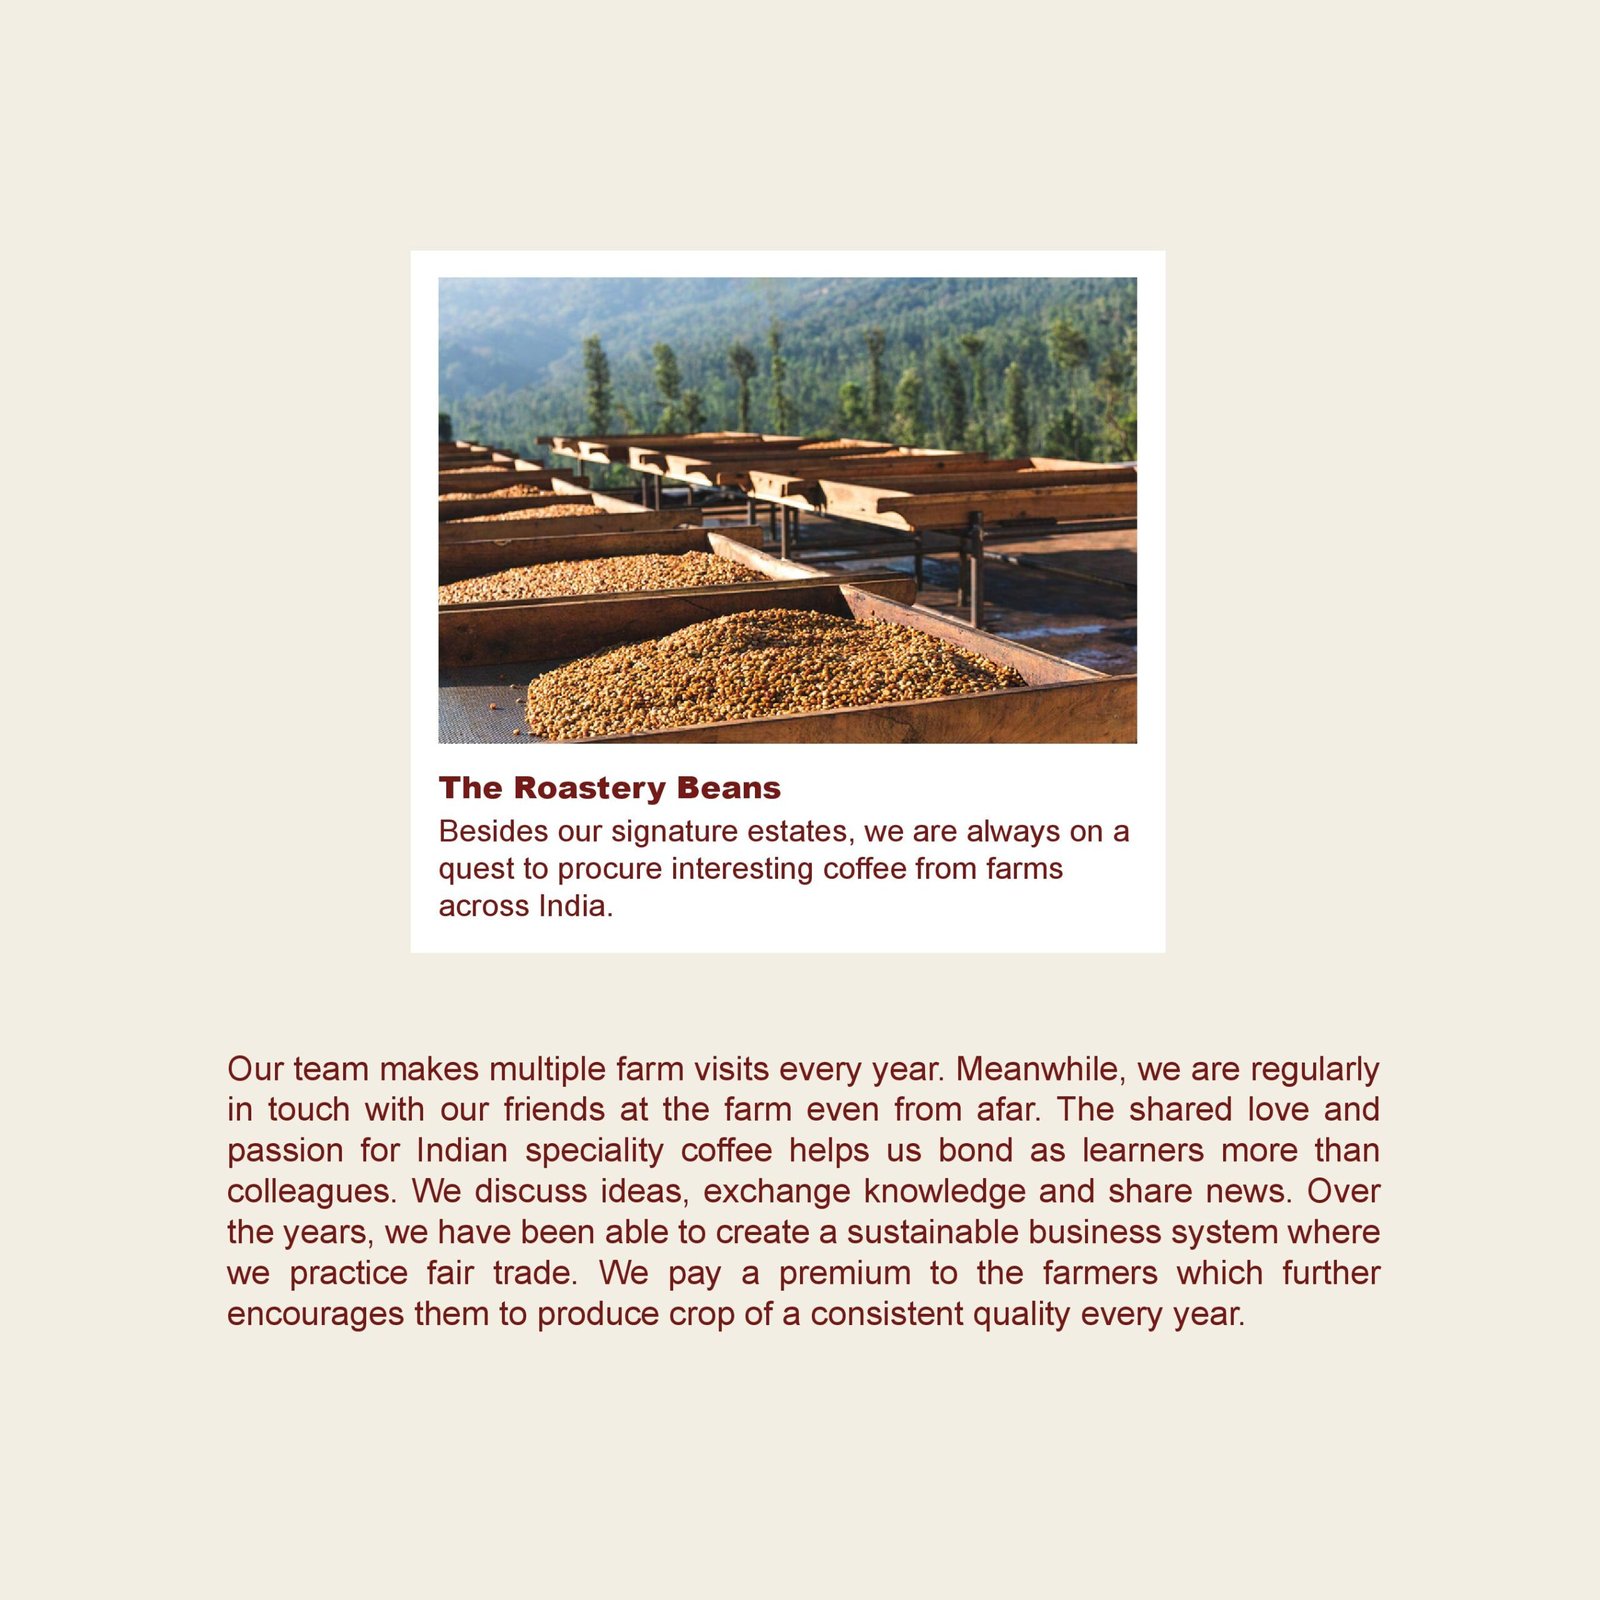 The Roastery Beans
Besides our signature estates, we are always on a
quest to procure interesting coffee from farms
across India.
Our team makes multiple farm visits every year. Meanwhile, we are regularly
in touch with our friends at the farm even from afar. The shared love and
passion for Indian speciality coffee helps us bond as learners more than
colleagues. We discuss ideas, exchange knowledge and share news. Over
the years, we have been able to create a sustainable business system where
we practice fair trade. We pay a premium to the farmers which further
encourages them to produce crop of a consistent quality every year.